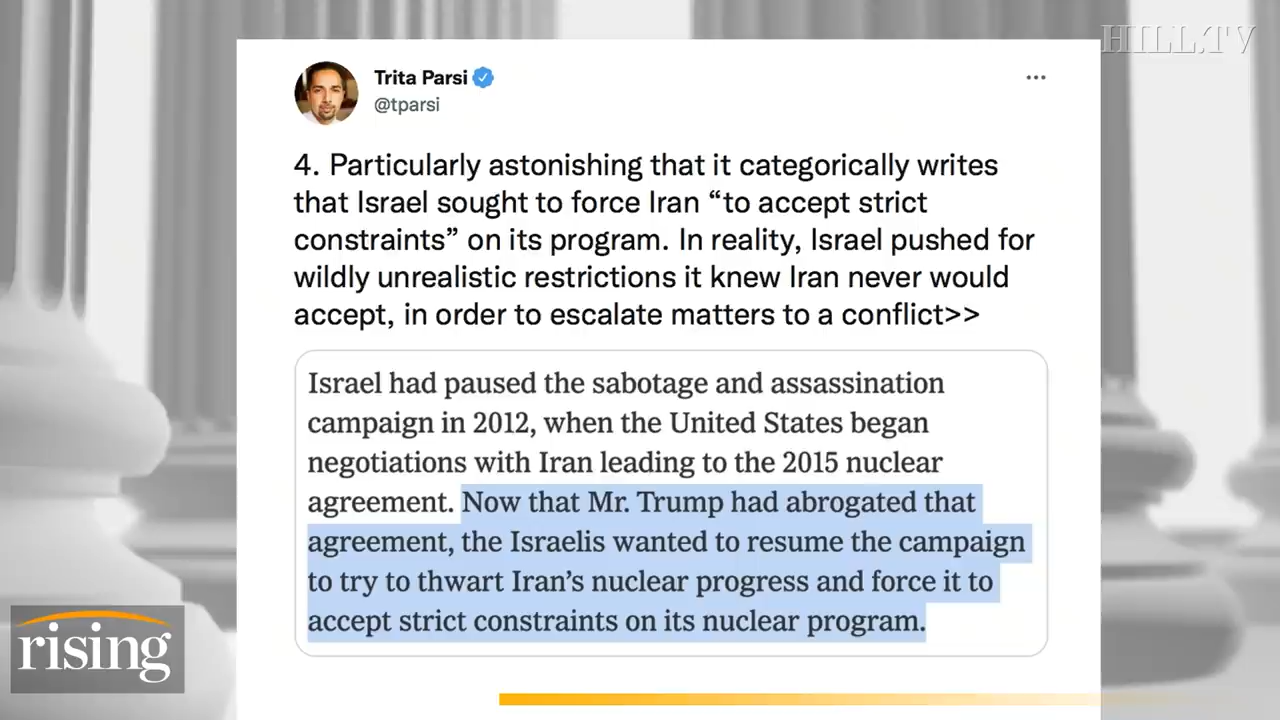 HILL.TV
Trita Parsi
@tparsi
4. Particularly astonishing that it categorically writes
that Israel sought to force Iran “to accept strict
constraints” on its program. In reality, Israel pushed for
wildly unrealistic restrictions it knew Iran never would
accept, in order to escalate matters to a conflict>>
Israel had paused the sabotage and assassination
campaign in 2012, when the United States began
negotiations with Iran leading to the 2015 nuclear
agreement. Now that Mr. Trump had abrogated that
agreement, the Israelis wanted to resume the campaign
to try to thwart Iran’s nuclear progress and force it to
accept strict constraints on its nuclear program.
rising